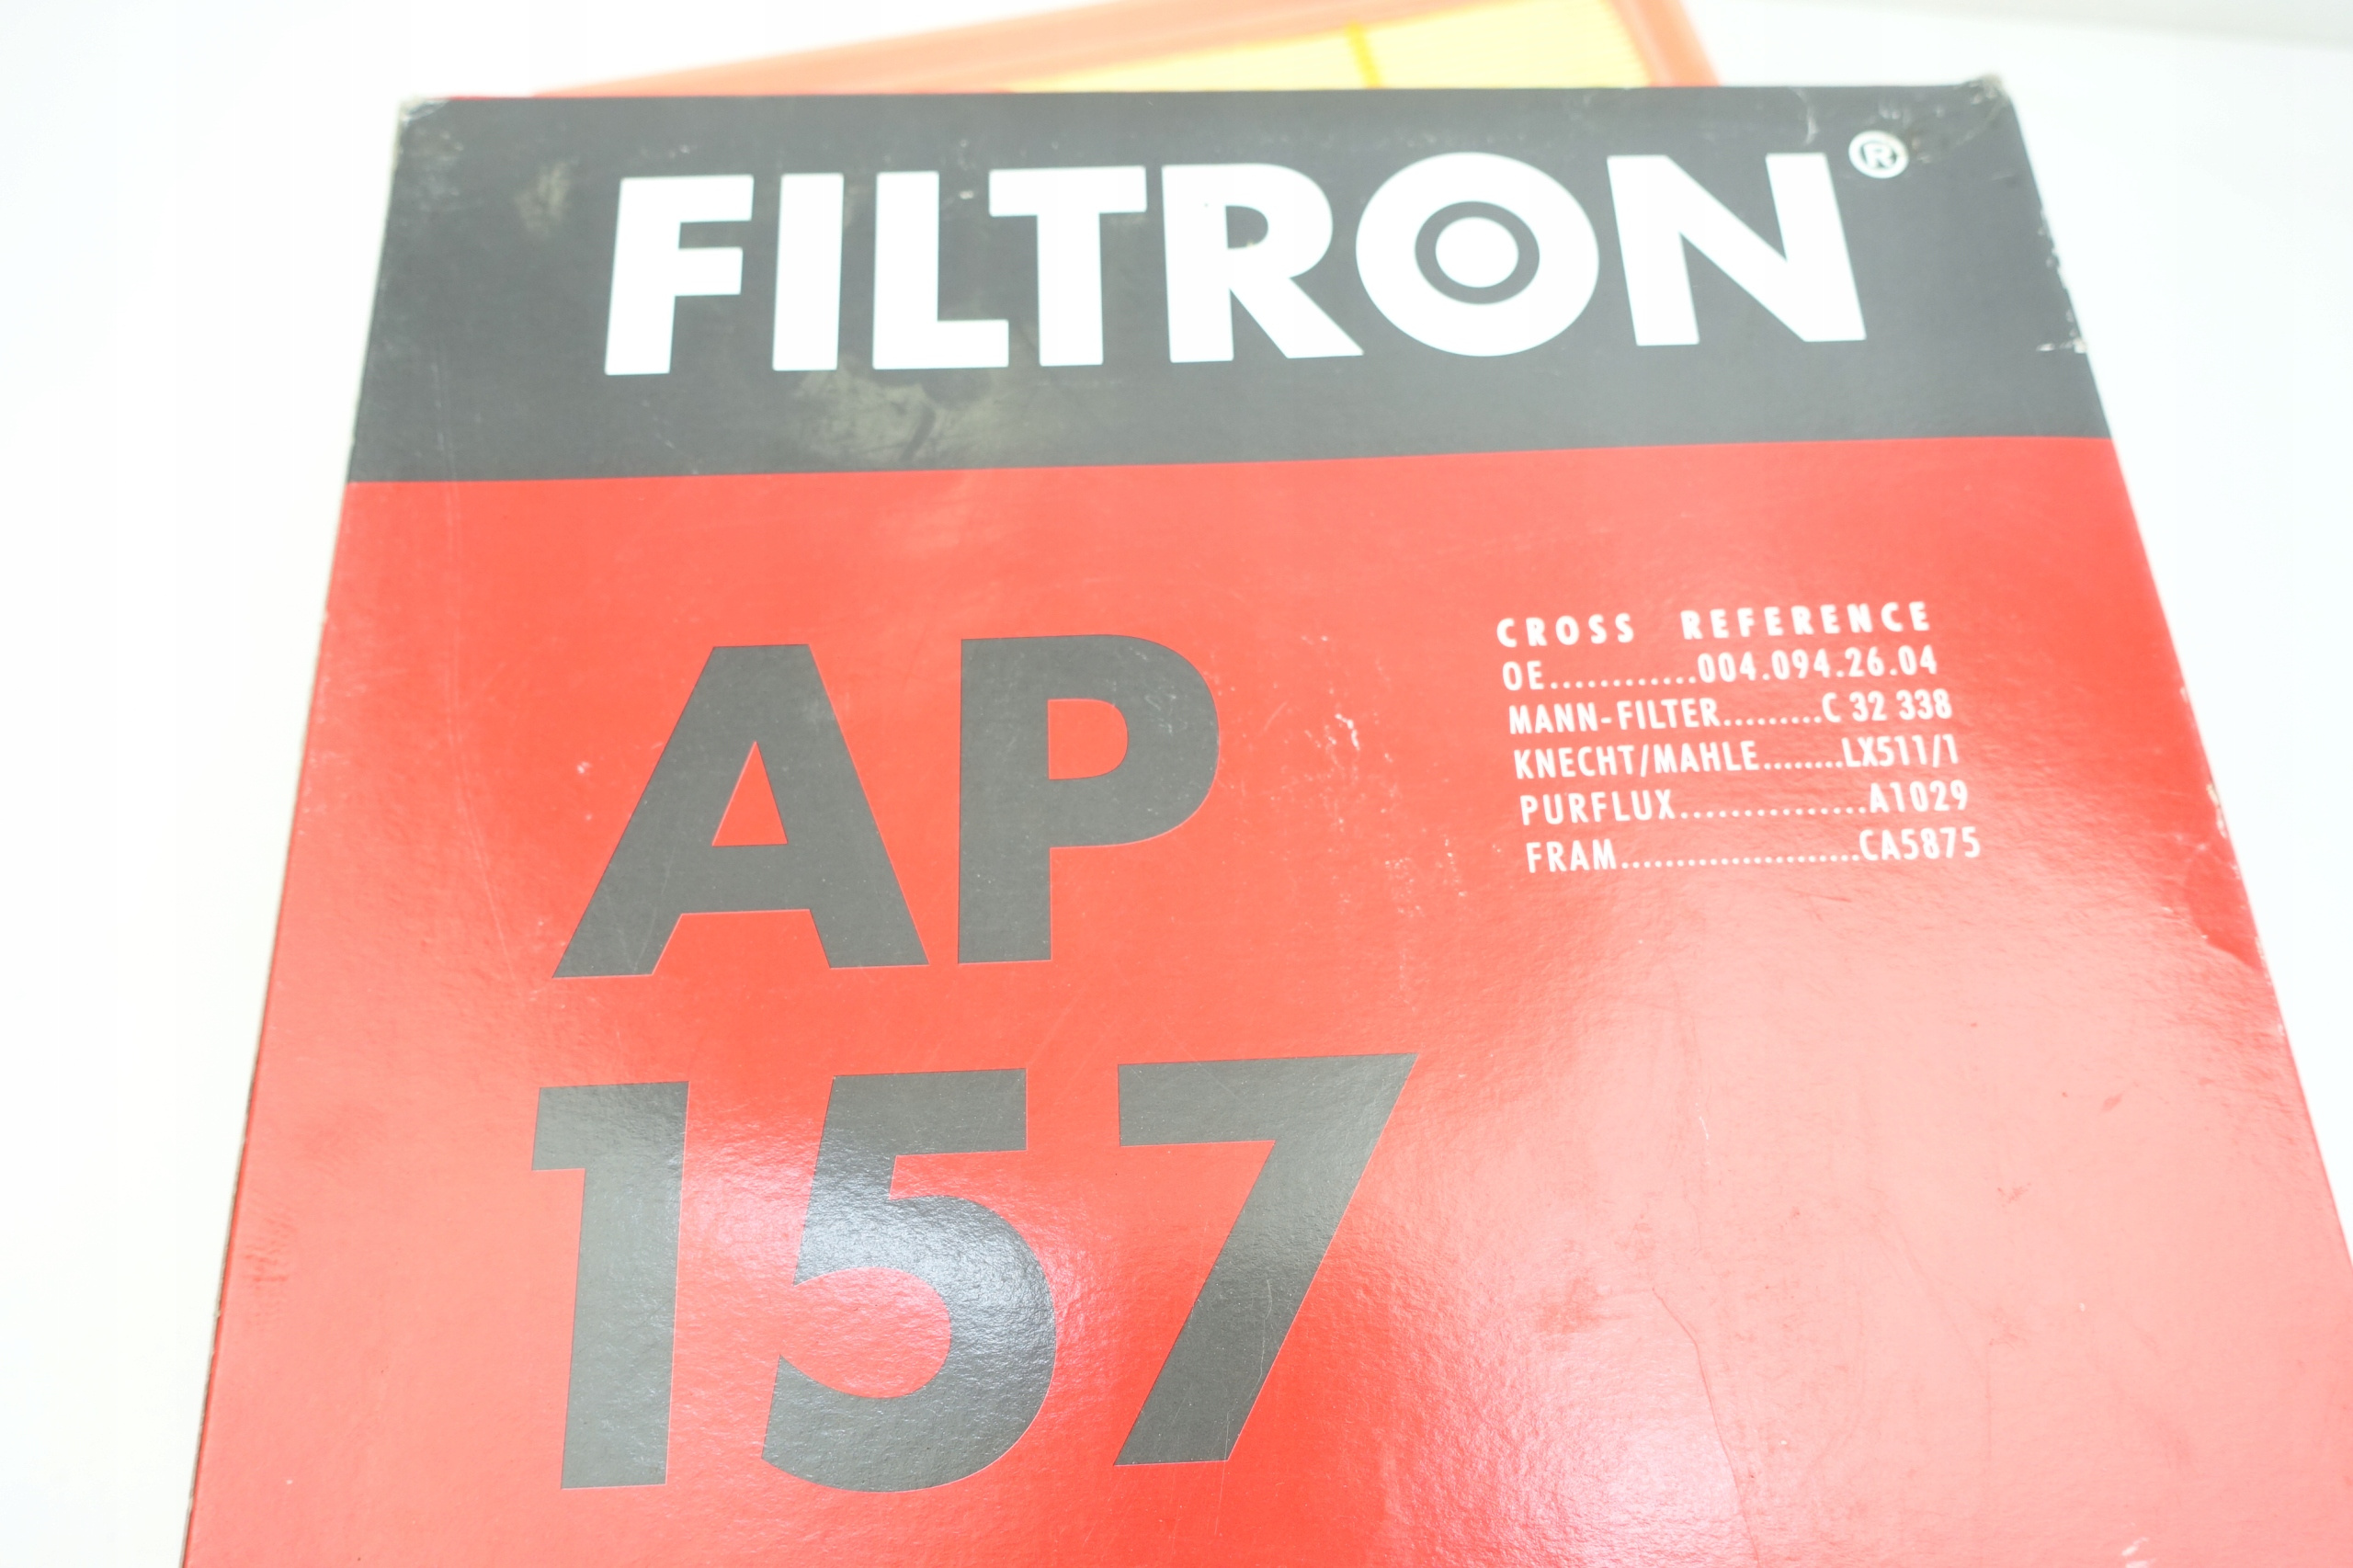 FILTRON®
AP
157
CROSS REFERENCE
OE............004.094.26.04
MANN-FILTER.........C 32 338
KNECHT/MAHLE........LX511/1
PURFLUX...............A1029
FRAM......................CA5875